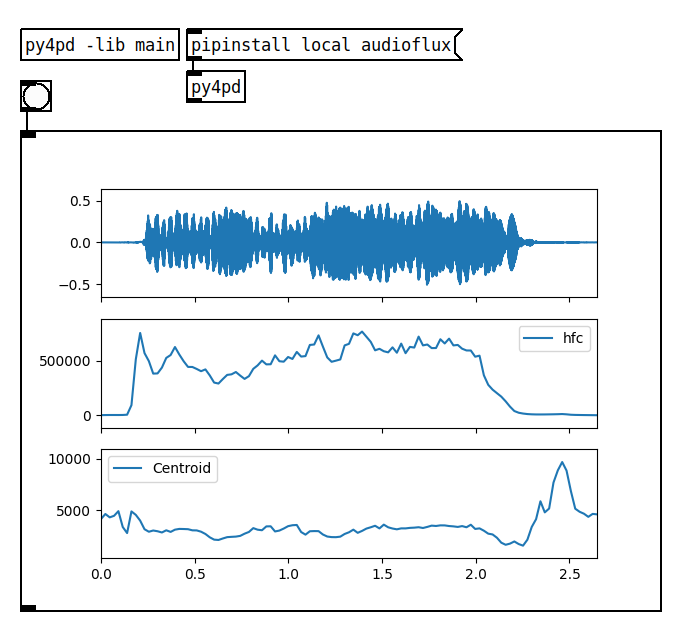 py4pd -lib main
pipinstall local audioflux
py4pd
0.5
0.0
−0.5
hfc
500000
0
10000
Centroid
5000
0.0 0.5 1.0 1.5 2.0 2.5